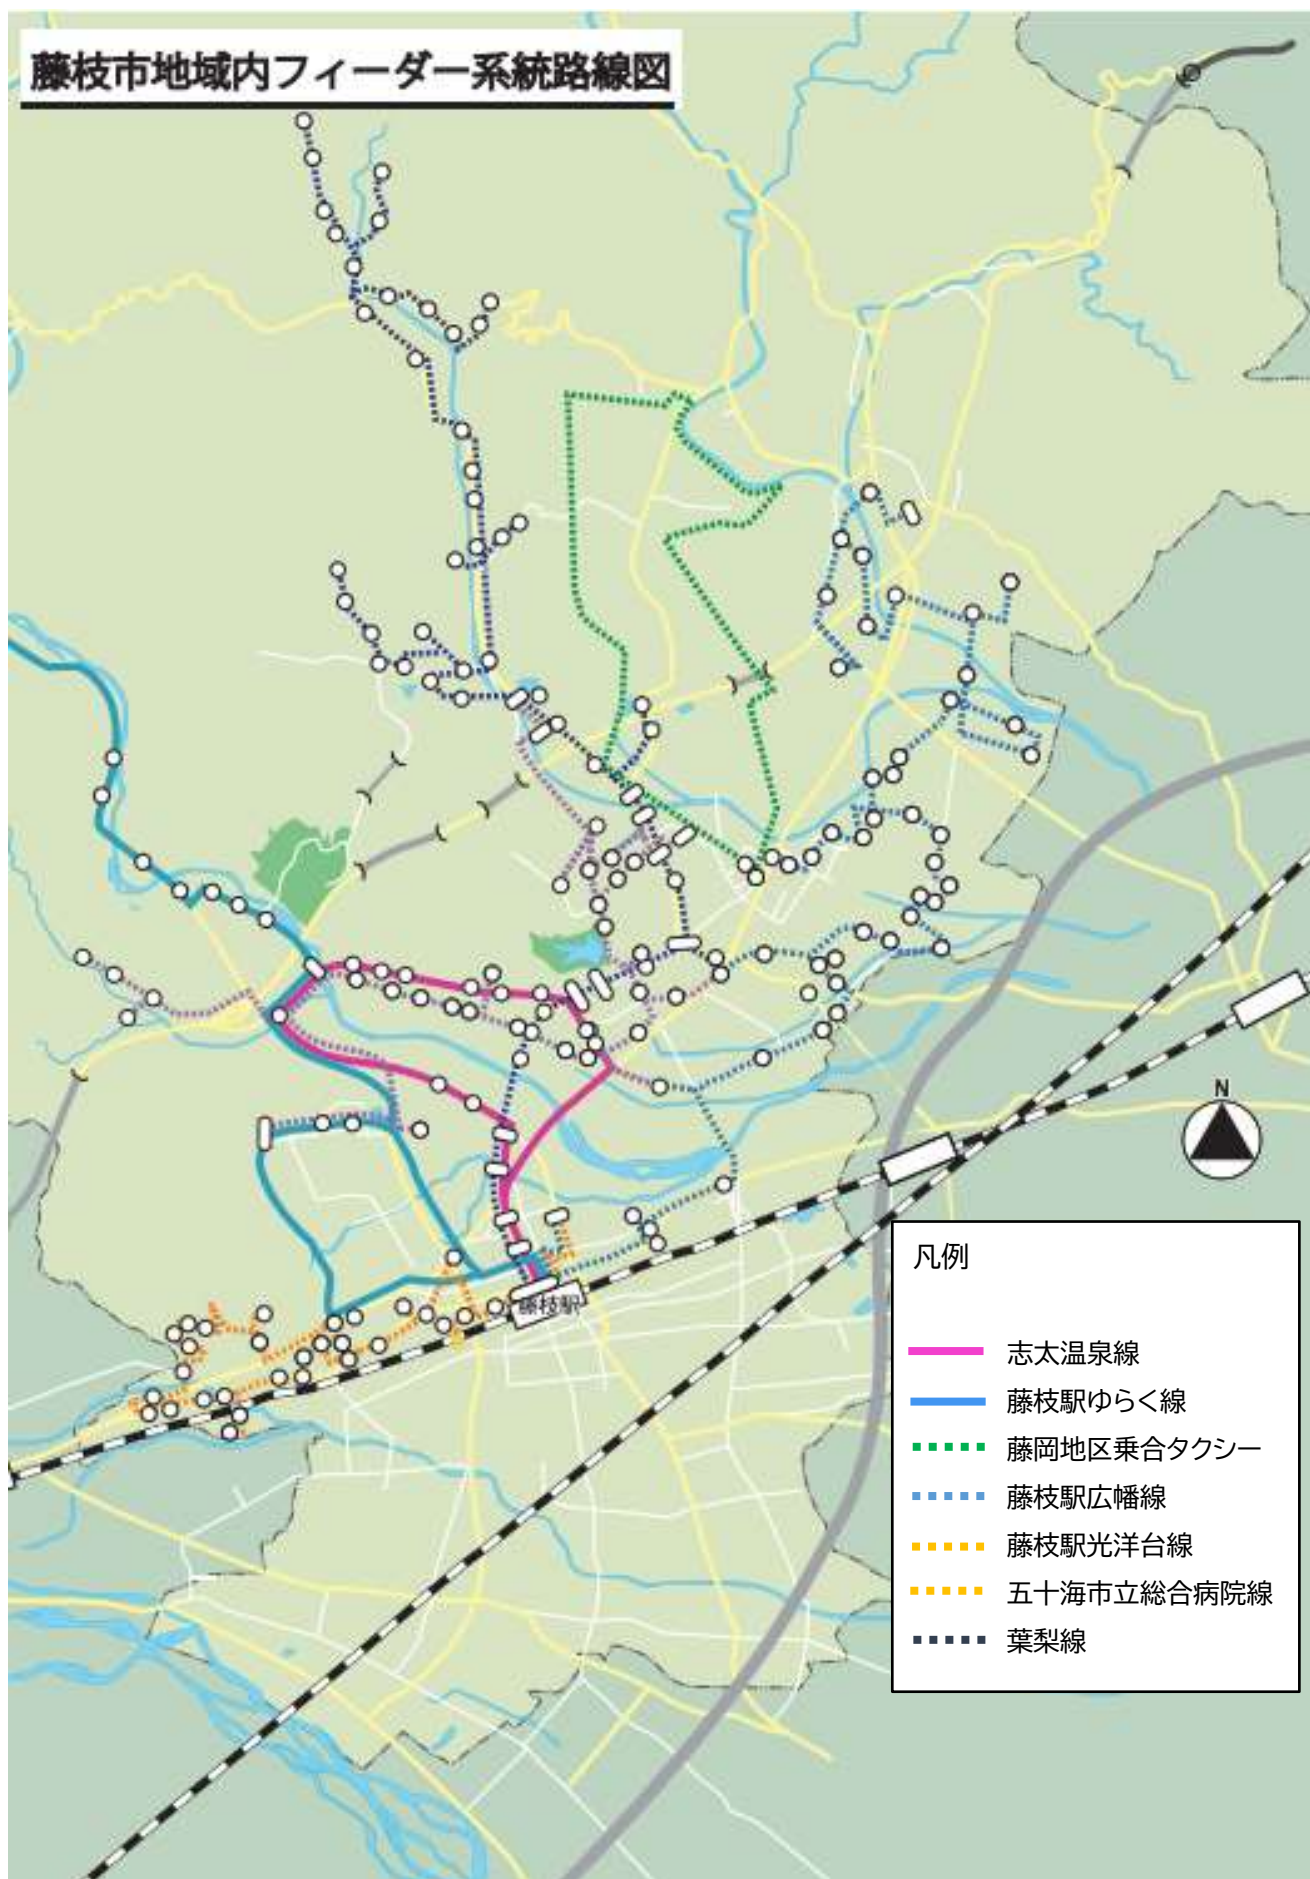 藤枝市地域内フィーダー系統路線図
N
藤枝駅
凡例
志太温泉線
藤枝駅ゆらく線
藤岡地区乗合タクシー
藤枝駅広幡線
藤枝駅光洋台線
五十海市立総合病院線
葉梨線